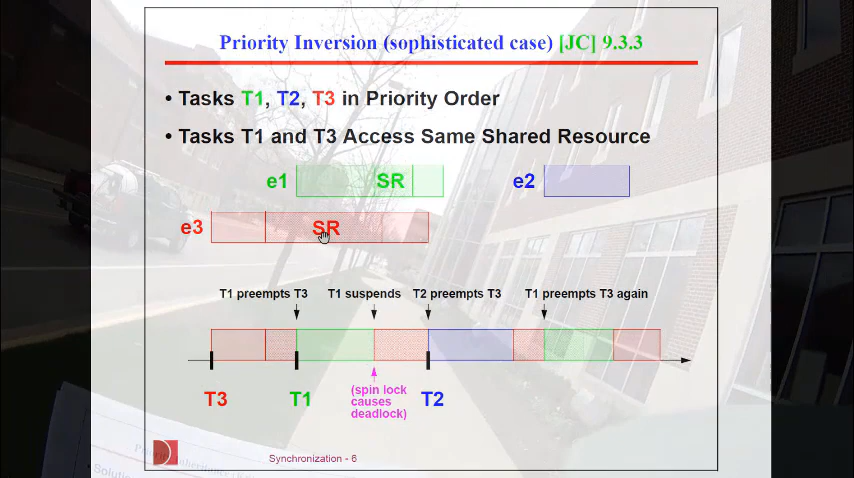 Priority Inversion (sophisticated case) [JC] 9.3.3
• Tasks T1, T2, T3 in Priority Order
• Tasks T1 and T3 Access Same Shared Resource
e1 SR e2
e3 SR
T1 preempts T3 T1 suspends T2 preempts T3 T1 preempts T3 again
T3 T1 (spin lock causes deadlock) T2
Synchronization - 6
Solution